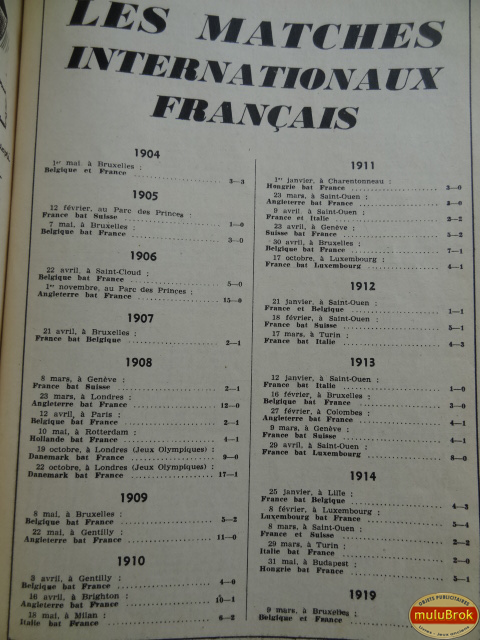 LES MATCHES
INTERNATIONAUX
FRANÇAIS
1904
1er mai, à Bruxelles :
Belgique et France 3—3
1905
12 février, au Parc des Princes :
France bat Suisse 1—0
7 mai, à Bruxelles :
Belgique bat France 3—0
1906
22 avril, à Saint-Cloud :
Belgique bat France 5—0
1er novembre, au Parc des Princes :
Angleterre bat France 15—0
1907
21 avril, à Bruxelles :
France bat Belgique 2—1
1908
8 mars, à Genève :
France bat Suisse 2—1
23 mars, à Londres :
Angleterre bat France 12—0
12 avril, à Paris :
Belgique bat France 2—1
10 mai, à Rotterdam :
Hollande bat France 4—1
19 octobre, à Londres (Jeux Olympiques) :
Danemark bat France 9—0
22 octobre, à Londres (Jeux Olympiques) :
Danemark bat France 17—1
1909
8 mai, à Bruxelles :
Belgique bat France 5—2
22 mai, à Gentilly :
Angleterre bat France 11—0
1910
3 avril, à Gentilly :
Belgique bat France 4—0
16 avril, à Brighton :
Angleterre bat France 10—1
15 mai, à Milan :
Italie bat France 6—2
1911
1er janvier, à Charentonneau :
Hongrie bat France 3—0
23 mars, à Saint-Ouen :
Angleterre bat France 3—0
9 avril, à Saint-Ouen :
France et Italie 2—2
23 avril, à Genève :
Suisse bat France 5—2
30 avril, à Bruxelles :
Belgique bat France 7—1
17 octobre, à Luxembourg :
France bat Luxembourg 4—1
1912
21 janvier, à Saint-Ouen :
France et Belgique 1—1
18 février, à Saint-Ouen :
France bat Suisse 5—1
17 mars, à Turin :
France bat Italie 4—3
1913
12 janvier, à Saint-Ouen :
France bat Italie 1—0
16 février, à Bruxelles :
Belgique bat France 3—0
27 février, à Colombes :
Angleterre bat France 4—1
9 mars, à Genève :
France bat Suisse 4—1
20 avril, à Saint-Ouen :
France bat Luxembourg 8—0
1914
25 janvier, à Lille :
France bat Belgique 4—3
8 février, à Luxembourg :
Luxembourg bat France 5—4
8 mars, à Saint-Ouen :
France et Suisse 2—2
29 mars, à Turin :
Italie bat France 2—0
31 mai, à Budapest :
Hongrie bat France 5—1
1919
9 mars, à Bruxelles :
Belgique et France
OBJETS PUBLICITAIRES
muluBrok